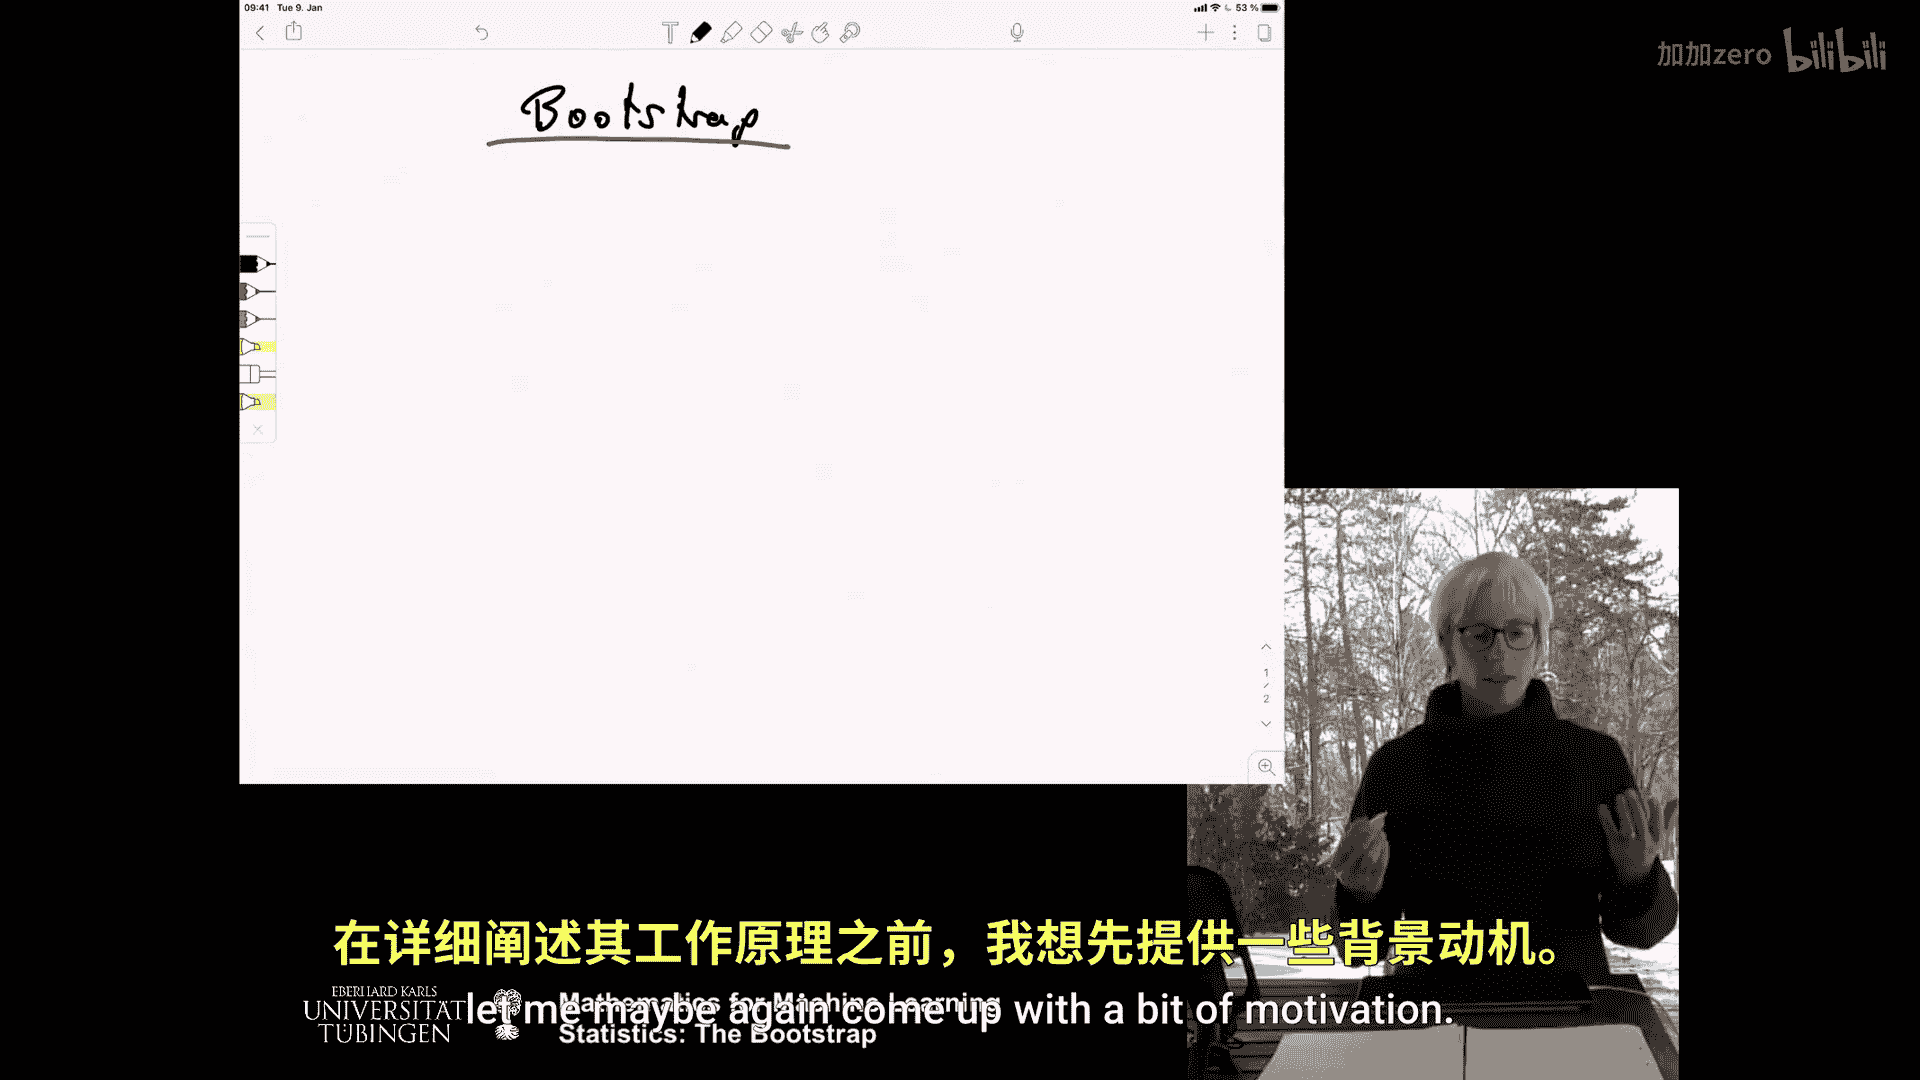 09:41 Tue 9. Jan
53 %
加加zero bilibili
Bootstrap
1
2
在详细阐述其工作原理之前，我想先提供一些背景动机。
let me maybe again come up with a bit of motivation.
EBERHARD KARLS
UNIVERSITÄT
TÜBINGEN
Mathematics for Machine Learning
Statistics: The Bootstrap